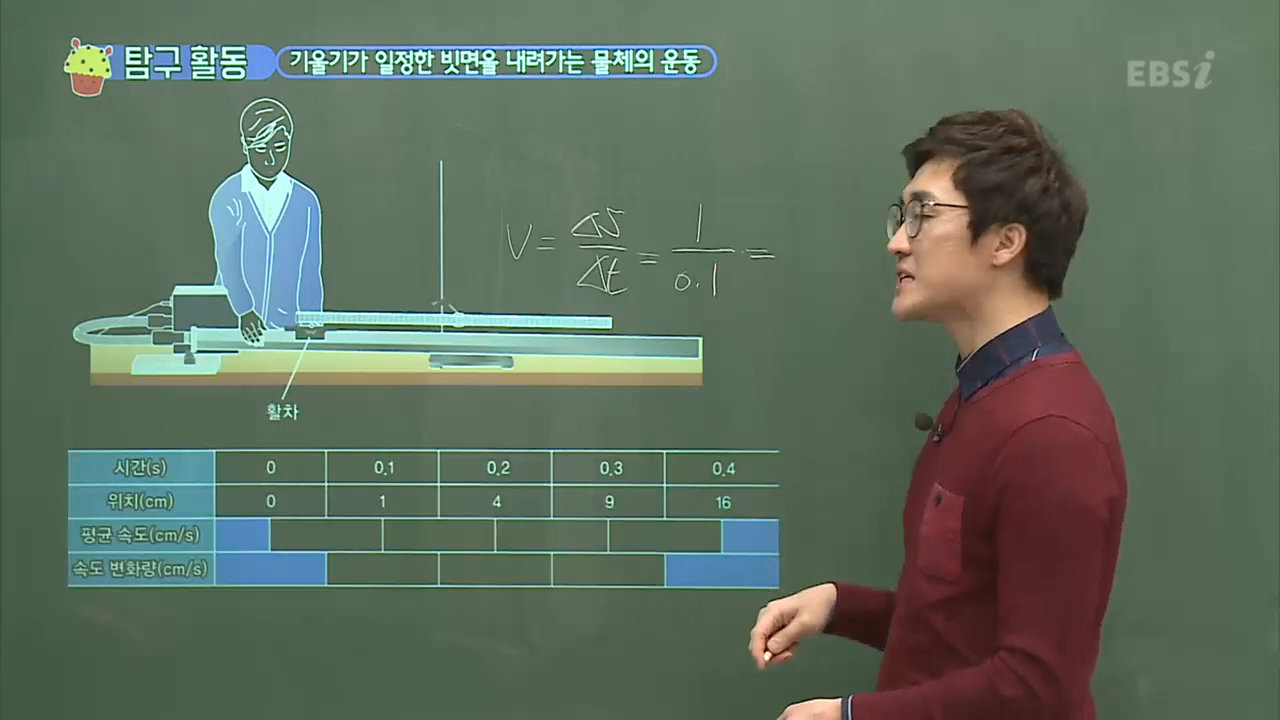 탐구 활동 기울기가 일정한 빗면을 내려가는 물체의 운동
EBSi
V = ΔS/Δt = 1/0.1 =
활차
시간(s) 0 0.1 0.2 0.3 0.4
위치(cm) 0 1 4 9 16
평균 속도(cm/s)
속도 변화량(cm/s)